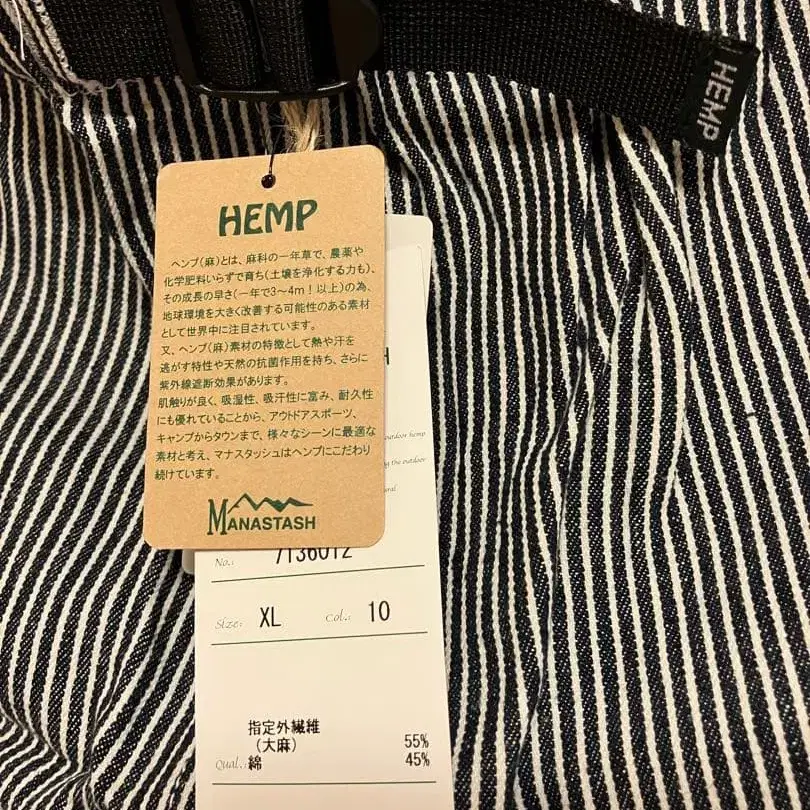 HEMP
HEMP
ヘンプ(麻)とは、麻科の一年草で、農薬や
化学肥料いらずで育ち(土壌を浄化する力も)、
その成長の早さ(一年で3〜4m!以上)の為、
地球環境を大きく改善する可能性のある素材
として世界中に注目されています。
又、ヘンプ(麻)素材の特徴として熱や汗を
逃がす特性や天然の抗菌作用を持ち、さらに
紫外線遮断効果があります。
肌触りが良く、吸湿性、吸汗性に富み、耐久性
にも優れていることから、アウトドアスポーツ、
キャンプからタウンまで、様々なシーンに最適な
素材と考え、マナスタッシュはヘンプにこだわり
続けています。
MANASTASH
H
outdoor hemp
the outdoor
No.: 7136012
Size: XL Col.: 10
指定外繊維
(大麻) 55%
Qual.: 綿 45%